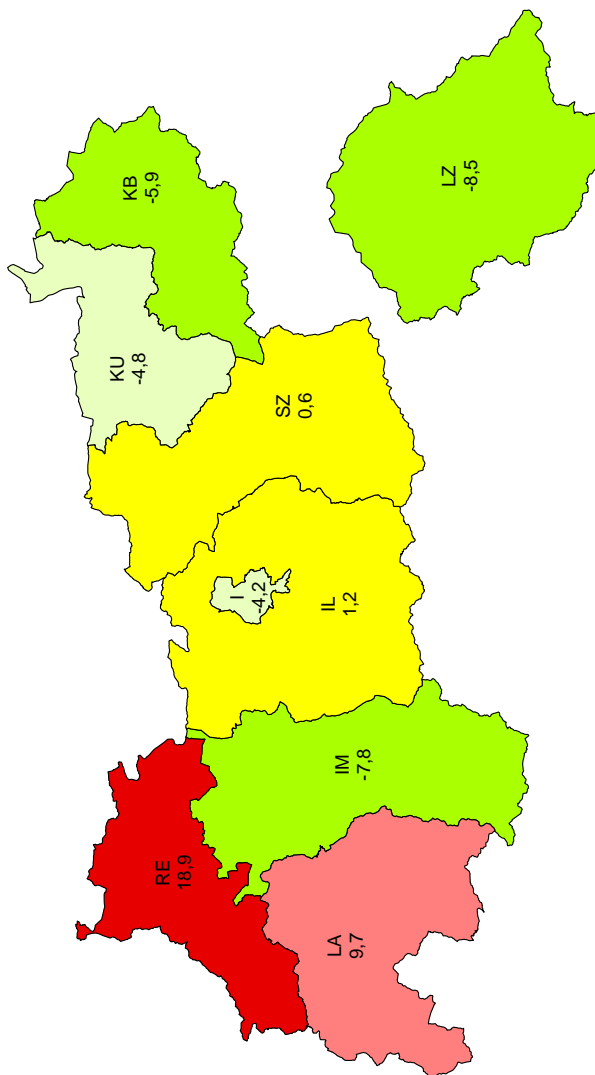 RE
18,9
LA
9,7
IM
-7,8
IL
1,2
I
-4,2
SZ
0,6
KU
-4,8
KB
-5,9
LZ
-8,5